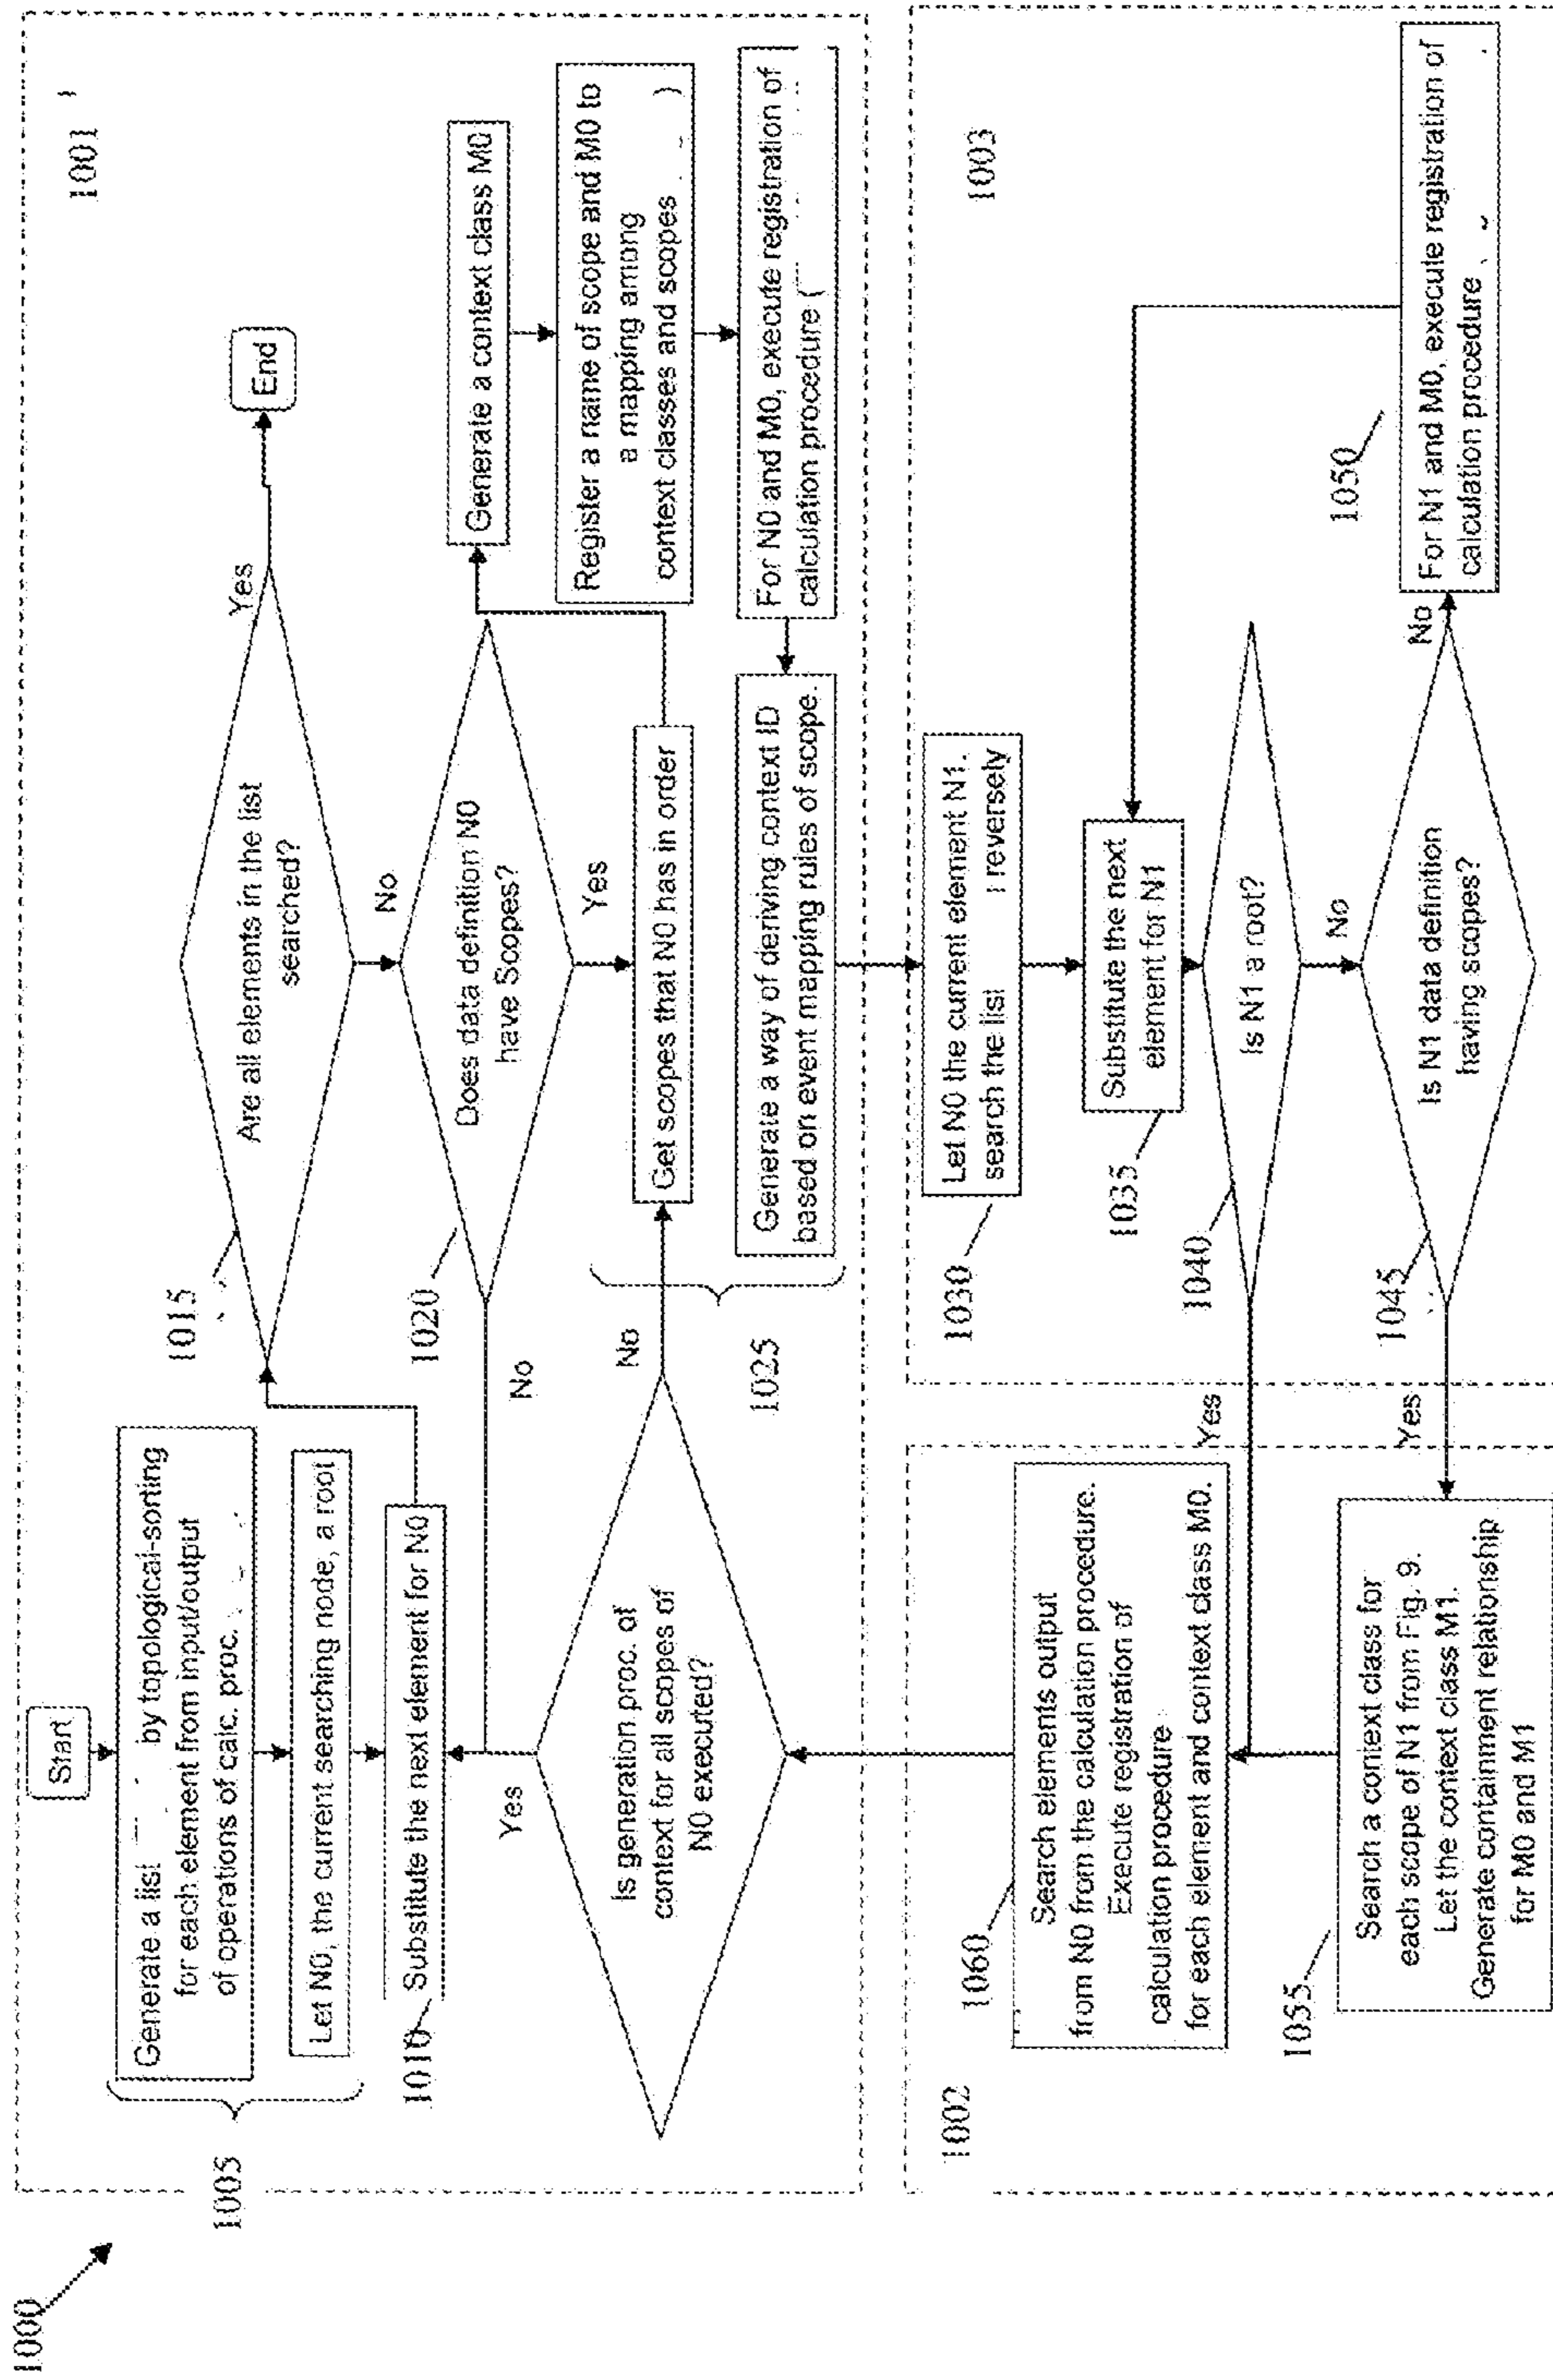 1000
1001
Start
Generate a list by topological-sorting
for each element from input/output
of operations of calc. proc.
1005
Let N0, the current searching node, a root
1010
Substitute the next element for N0
Is generation proc. of
context for all scopes of
N0 executed?
Yes
No
1015
Are all elements in the list
searched?
Yes
End
No
1020
Does data definition N0
have Scopes?
No
Yes
Get scopes that N0 has in order
1025
Generate a context class M0
Register a name of scope and M0 to
a mapping among
context classes and scopes )
For N0 and M0, execute registration of
calculation procedure (
Generate a way of deriving context ID
based on event mapping rules of scope.
1003
1030
Let N0 the current element N1.
search the list reversely
1035
Substitute the next
element for N1
1040
Is N1 a root?
Yes
No
1045
Is N1 data definition
having scopes?
Yes
No
1050
For N1 and M0, execute registration of
calculation procedure
1002
1060
Search elements output
from N0 from the calculation procedure.
Execute registration of
calculation procedure
for each element and context class M0.
1055
Search a context class for
each scope of N1 from Fig. 9.
Let the context class M1.
Generate containment relationship
for M0 and M1